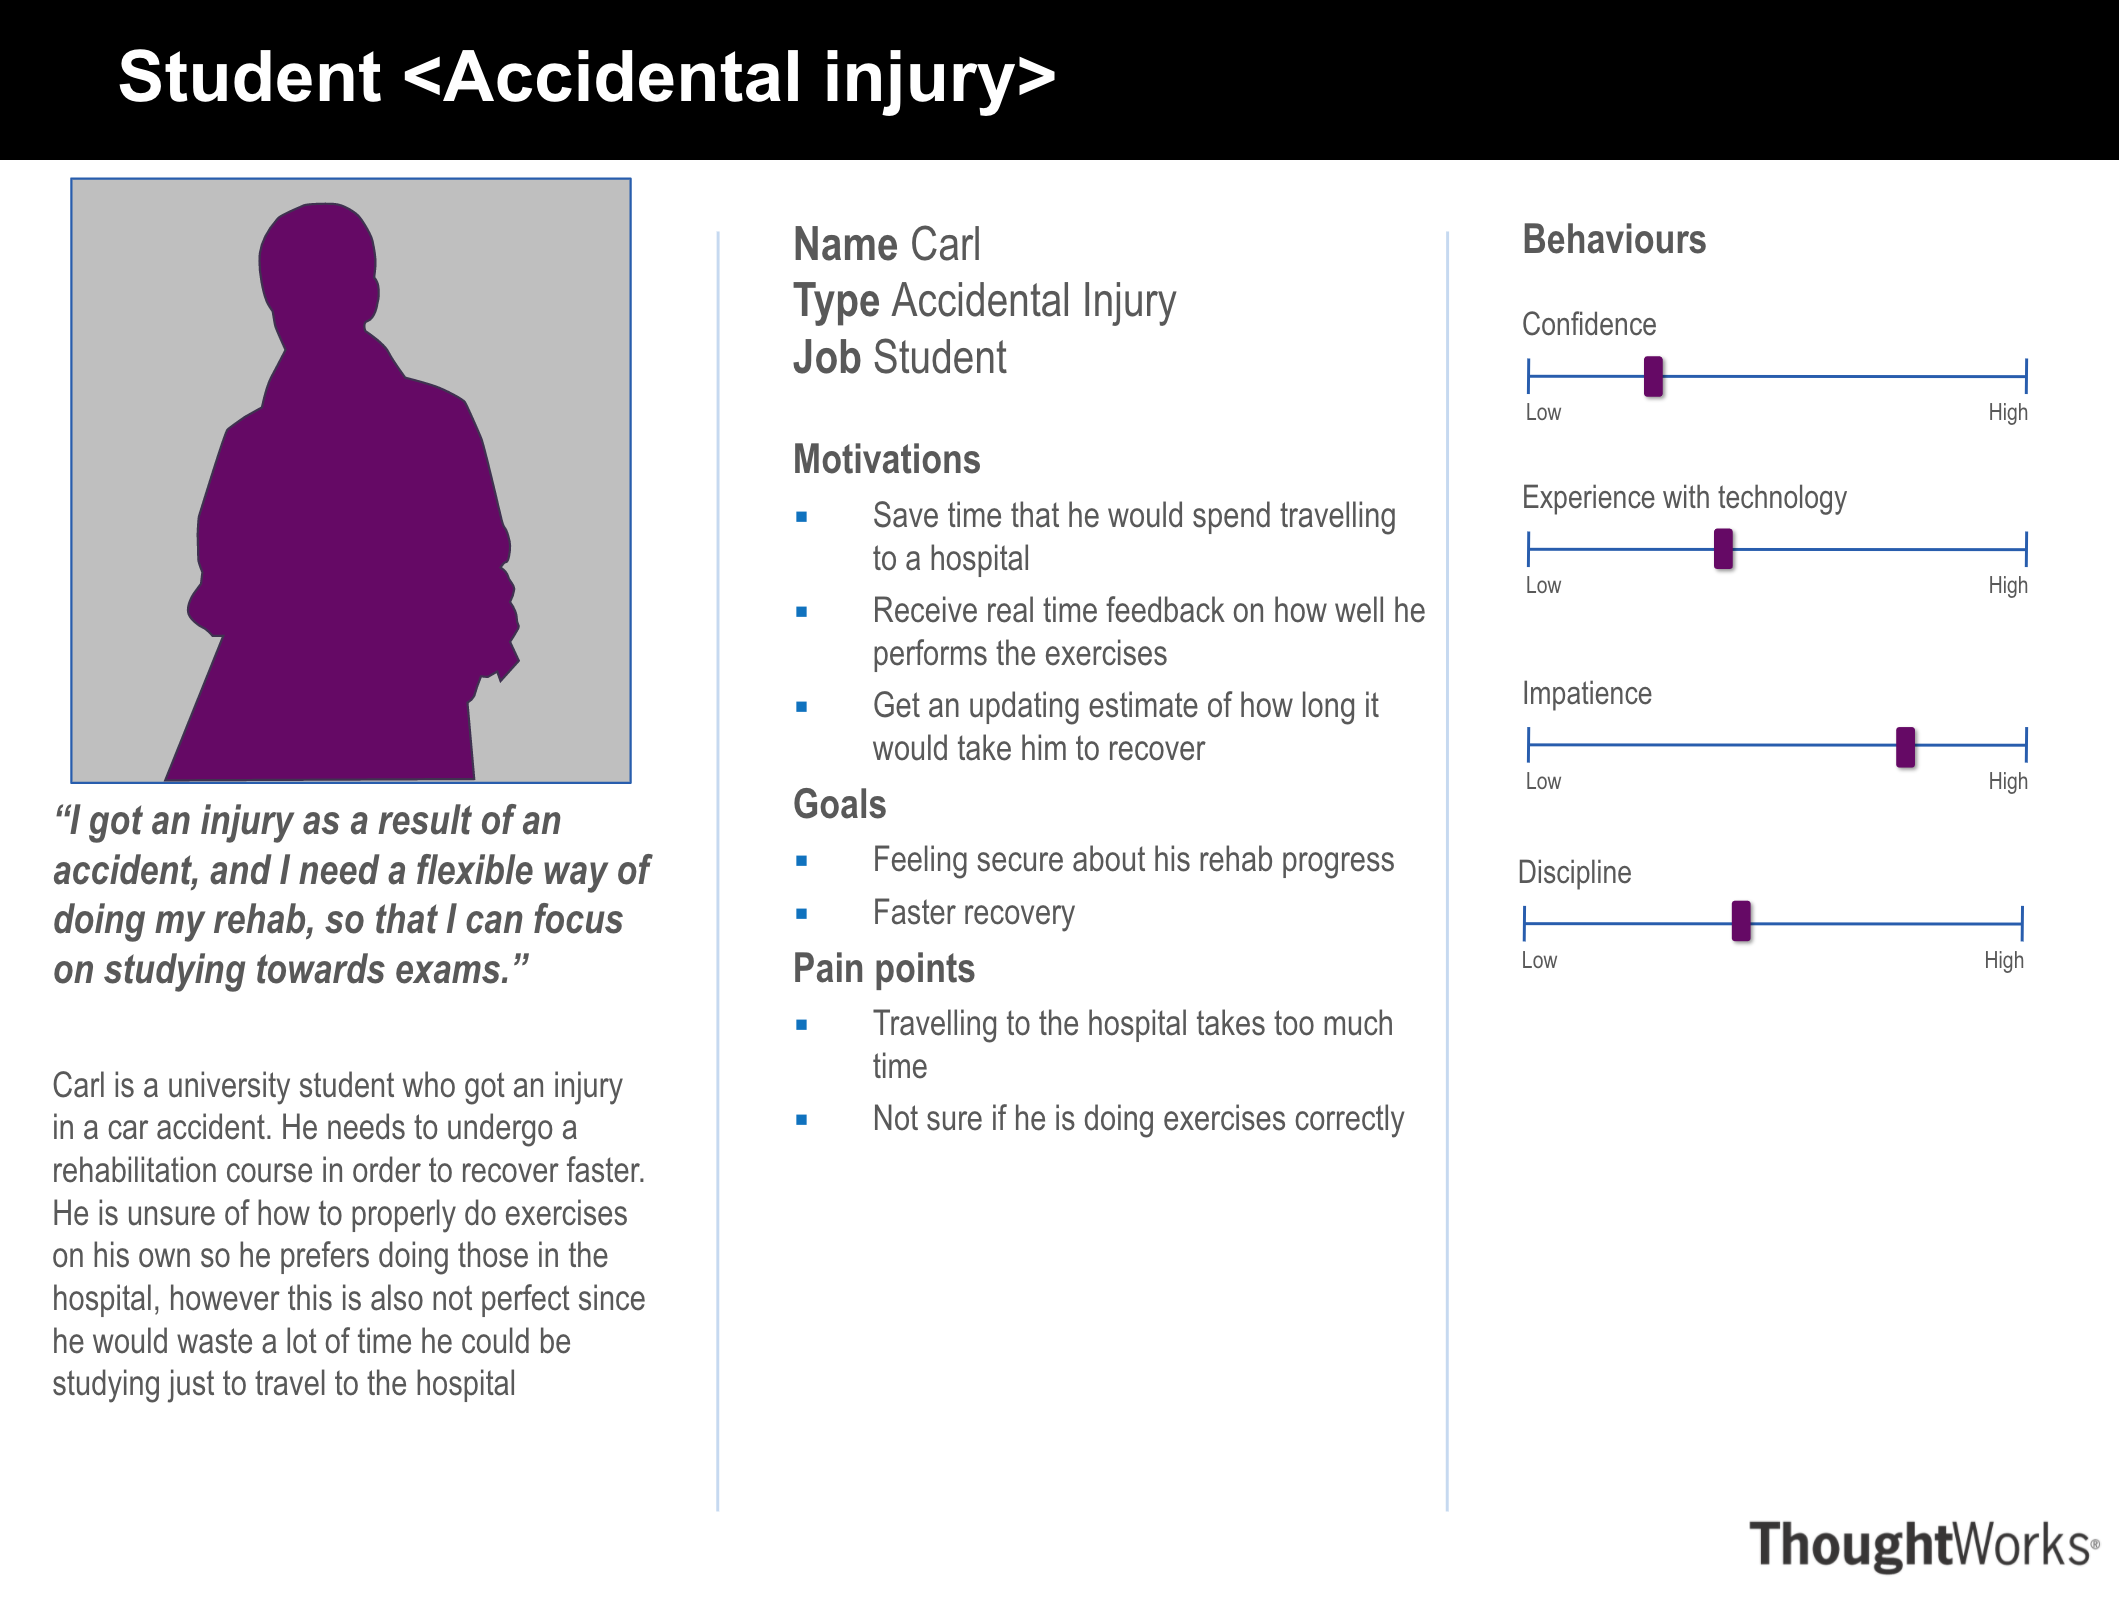 Student <Accidental injury>
“I got an injury as a result of an
accident, and I need a flexible way of
doing my rehab, so that I can focus
on studying towards exams.”
Carl is a university student who got an injury
in a car accident. He needs to undergo a
rehabilitation course in order to recover faster.
He is unsure of how to properly do exercises
on his own so he prefers doing those in the
hospital, however this is also not perfect since
he would waste a lot of time he could be
studying just to travel to the hospital
Name Carl
Type Accidental Injury
Job Student
Motivations
▪ Save time that he would spend travelling
to a hospital
▪ Receive real time feedback on how well he
performs the exercises
▪ Get an updating estimate of how long it
would take him to recover
Goals
▪ Feeling secure about his rehab progress
▪ Faster recovery
Pain points
▪ Travelling to the hospital takes too much
time
▪ Not sure if he is doing exercises correctly
Behaviours
Confidence
Low High
Experience with technology
Low High
Impatience
Low High
Discipline
Low High
ThoughtWorks®